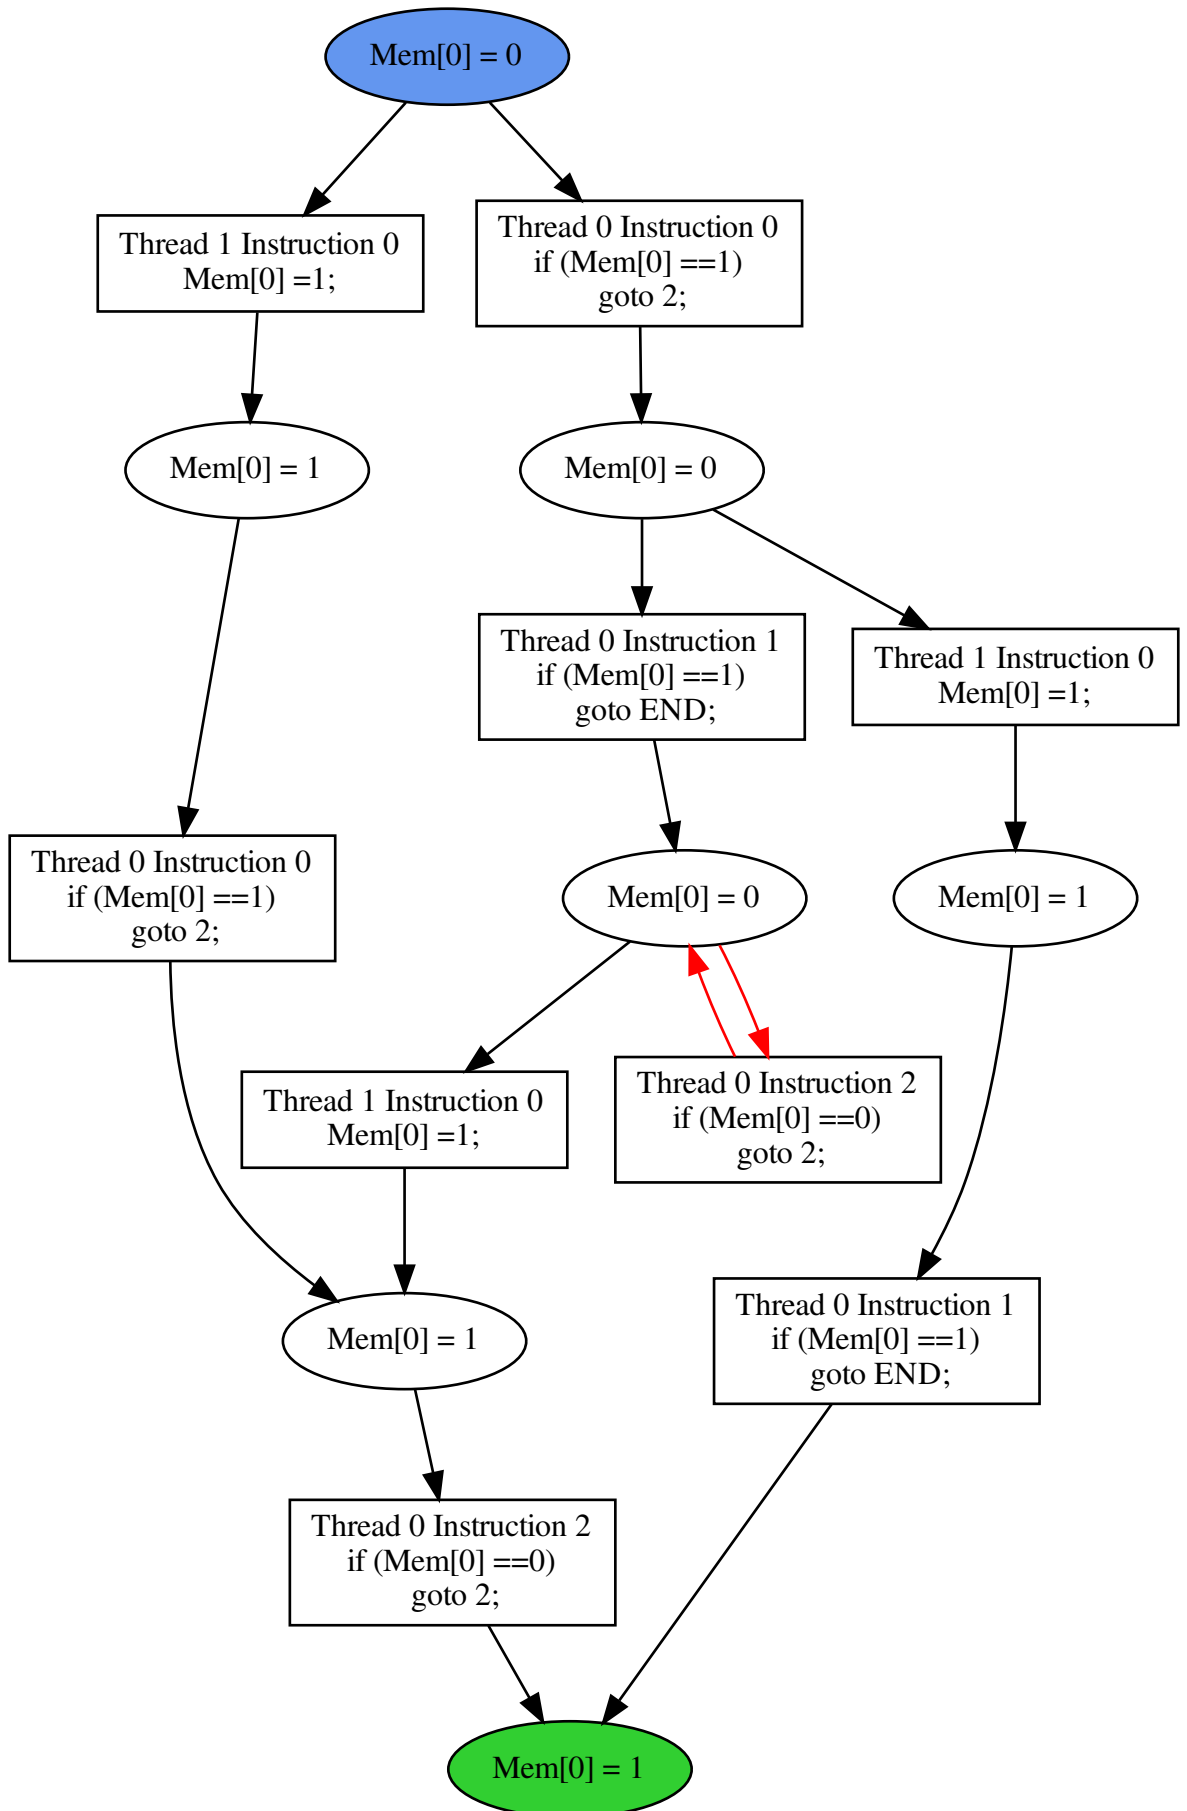 Mem[0] = 0
Thread 1 Instruction 0
Mem[0] =1;
Thread 0 Instruction 0
if (Mem[0] ==1)
goto 2;
Mem[0] = 1
Mem[0] = 0
Thread 0 Instruction 1
if (Mem[0] ==1)
goto END;
Thread 1 Instruction 0
Mem[0] =1;
Thread 0 Instruction 0
if (Mem[0] ==1)
goto 2;
Mem[0] = 0
Mem[0] = 1
Thread 1 Instruction 0
Mem[0] =1;
Thread 0 Instruction 2
if (Mem[0] ==0)
goto 2;
Mem[0] = 1
Thread 0 Instruction 1
if (Mem[0] ==1)
goto END;
Thread 0 Instruction 2
if (Mem[0] ==0)
goto 2;
Mem[0] = 1